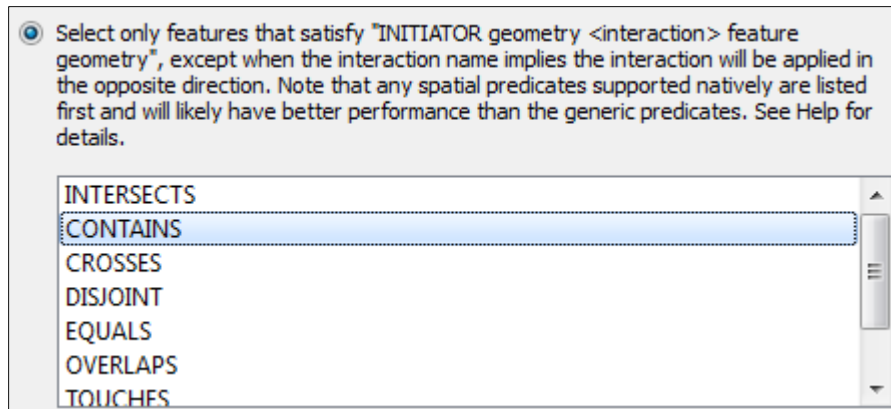 Select only features that satisfy "INITIATOR geometry <interaction> feature
geometry", except when the interaction name implies the interaction will be applied in
the opposite direction. Note that any spatial predicates supported natively are listed
first and will likely have better performance than the generic predicates. See Help for
details.
INTERSECTS
CONTAINS
CROSSES
DISJOINT
EQUALS
OVERLAPS
TOUCHES